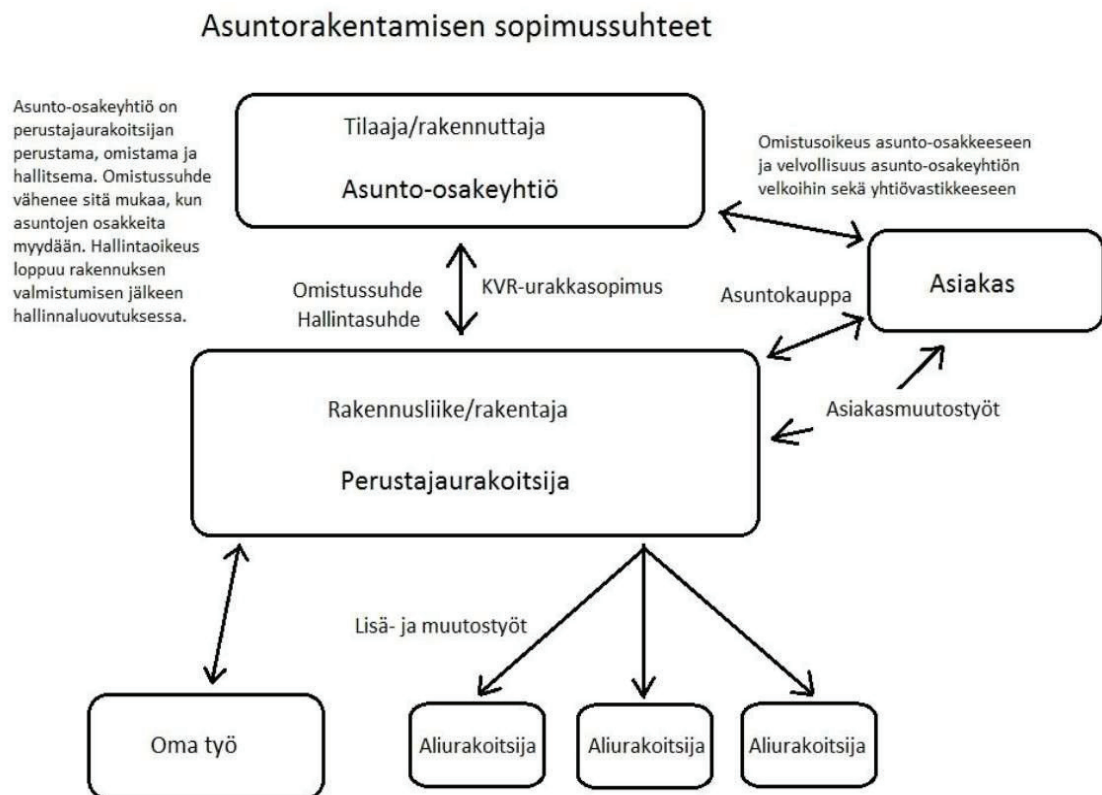 Asuntorakentamisen sopimussuhteet
Asunto-osakeyhtiö on
perustajaurakoitsijan
perustama, omistama ja
hallitsema. Omistussuhde
vähenee sitä mukaa, kun
asuntojen osakkeita
myydään. Hallintaoikeus
loppuu rakennuksen
valmistumisen jälkeen
hallinnaluovutuksessa.
Tilaaja/rakennuttaja
Asunto-osakeyhtiö
Omistusoikeus asunto-osakkeeseen
ja velvollisuus asunto-osakeyhtiön
velkoihin sekä yhtiövastikkeeseen
Omistussuhde
Hallintasuhde
KVR-urakkasopimus
Asuntokauppa
Asiakas
Rakennusliike/rakentaja
Perustajaurakoitsija
Asiakasmuutostyöt
Lisä- ja muutostyöt
Oma työ
Aliurakoitsija
Aliurakoitsija
Aliurakoitsija